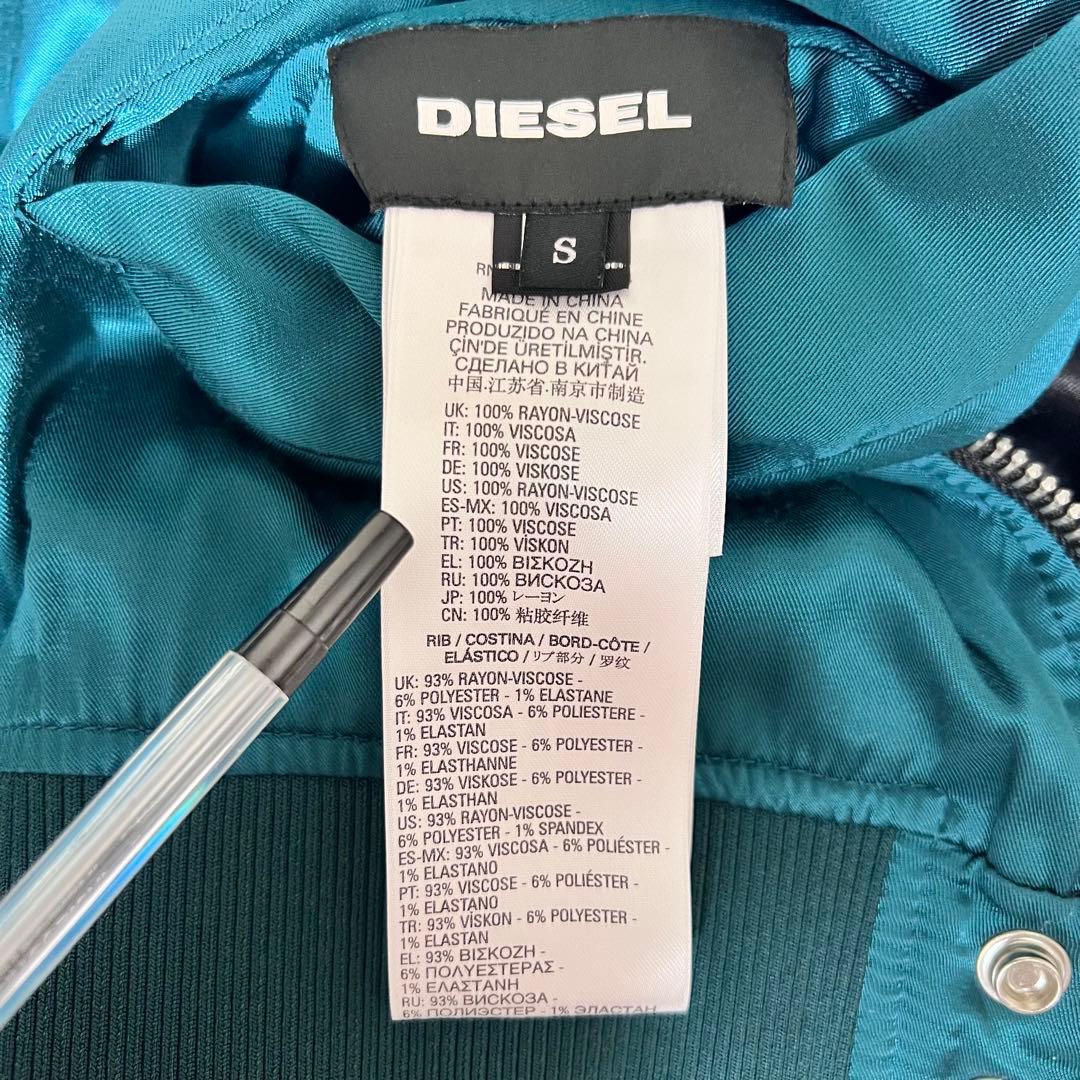 DIESEL
S
RN
MADE IN CHINA
FABRIQUÉ EN CHINE
PRODUZIDO NA CHINA
ÇİN'DE ÜRETİLMİŞTİR.
СДЕЛАНО В КИТАЙ
中国.江苏省.南京市制造
UK: 100% RAYON-VISCOSE
IT: 100% VISCOSA
FR: 100% VISCOSE
DE: 100% VISKOSE
US: 100% RAYON-VISCOSE
ES-MX: 100% VISCOSA
PT: 100% VISCOSE
TR: 100% VİSKON
EL: 100% ΒΙΣΚΟΖΗ
RU: 100% ВИСКОЗА
JP: 100% レーヨン
CN: 100% 粘胶纤维
RIB / COSTINA / BORD-CÔTE /
ELÁSTICO / リブ部分 / 罗纹
UK: 93% RAYON-VISCOSE -
6% POLYESTER - 1% ELASTANE
IT: 93% VISCOSA - 6% POLIESTERE -
1% ELASTAN
FR: 93% VISCOSE - 6% POLYESTER -
1% ELASTHANNE
DE: 93% VISKOSE - 6% POLYESTER -
1% ELASTHAN
US: 93% RAYON-VISCOSE -
6% POLYESTER - 1% SPANDEX
ES-MX: 93% VISCOSA - 6% POLIÉSTER -
1% ELASTANO
PT: 93% VISCOSE - 6% POLIÉSTER -
1% ELASTANO
TR: 93% VİSKON - 6% POLYESTER -
1% ELASTAN
EL: 93% ΒΙΣΚΟΖΗ -
6% ΠΟΛΥΕΣΤΕΡΑΣ -
1% ΕΛΑΣΤΑΝΗ
RU: 93% ВИСКОЗА -
6% ПОЛИЭСТЕР - 1% ЭЛАСТАН